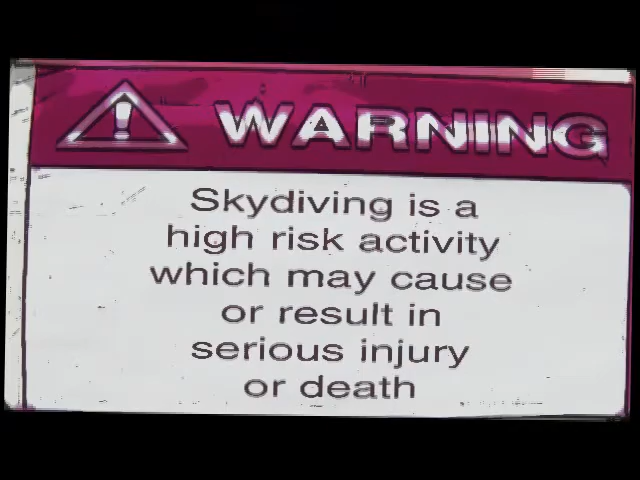 WARNING
Skydiving is a
high risk activity
which may cause
or result in
serious injury
or death